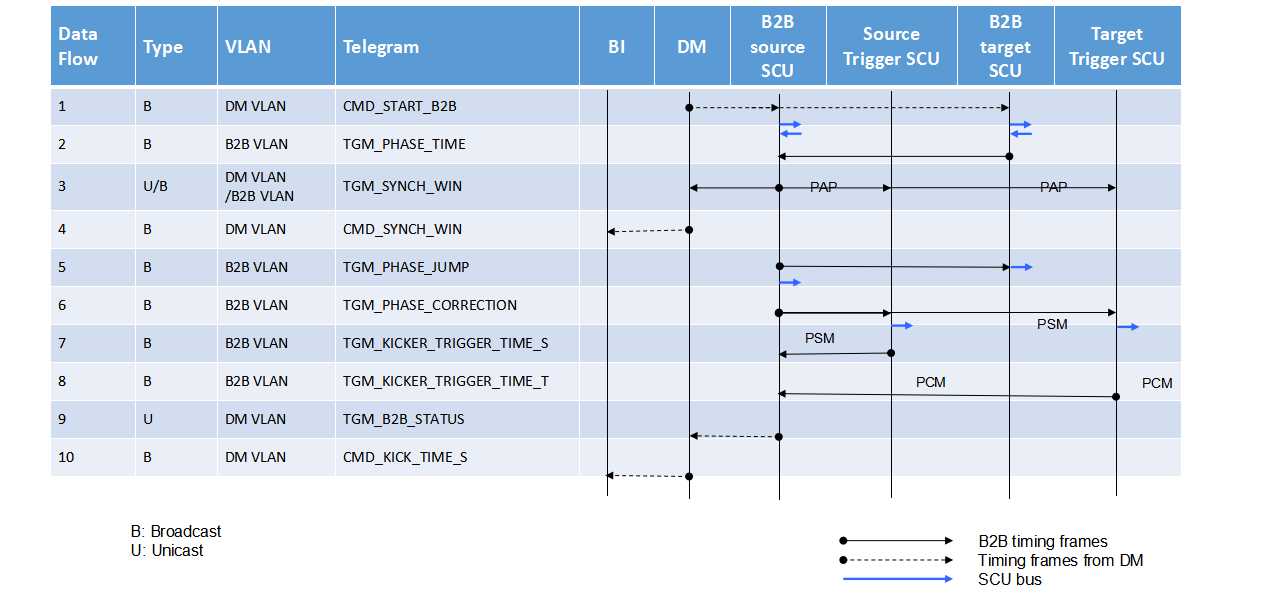 Data Flow Type VLAN Telegram BI DM B2B source SCU Source Trigger SCU B2B target SCU Target Trigger SCU
1 B DM VLAN CMD_START_B2B
2 B B2B VLAN TGM_PHASE_TIME
3 U/B DM VLAN /B2B VLAN TGM_SYNCH_WIN PAP PAP
4 B DM VLAN CMD_SYNCH_WIN
5 B B2B VLAN TGM_PHASE_JUMP
6 B B2B VLAN TGM_PHASE_CORRECTION
PSM
7 B B2B VLAN TGM_KICKER_TRIGGER_TIME_S PSM
8 B B2B VLAN TGM_KICKER_TRIGGER_TIME_T PCM PCM
9 U DM VLAN TGM_B2B_STATUS
10 B DM VLAN CMD_KICK_TIME_S
B: Broadcast
U: Unicast
B2B timing frames
Timing frames from DM
SCU bus